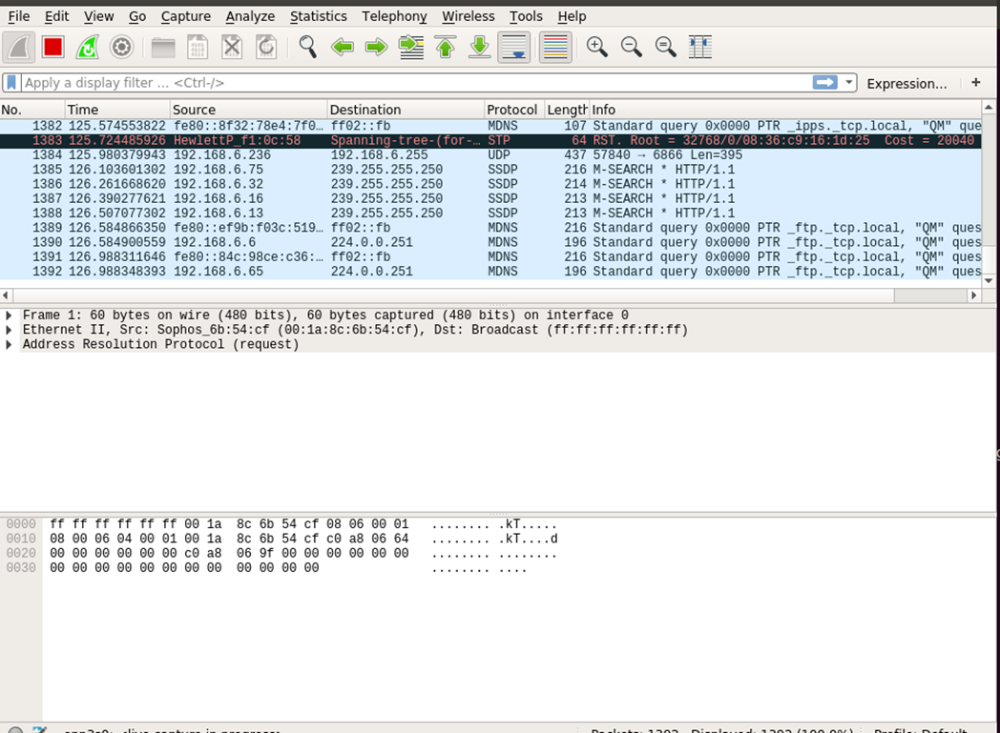 File Edit View Go Capture Analyze Statistics Telephony Wireless Tools Help
Apply a display filter ... <Ctrl-/> Expression... +
No. Time Source Destination Protocol Length Info
1382 125.574553822 fe80::8f32:78e4:7f0… ff02::fb MDNS 107 Standard query 0x0000 PTR _ipps._tcp.local, "QM" que
1383 125.724485926 HewlettP_f1:0c:58 Spanning-tree-(for-… STP 64 RST. Root = 32768/0/08:36:c9:16:1d:25 Cost = 20040
1384 125.980379943 192.168.6.236 192.168.6.255 UDP 437 57840 → 6866 Len=395
1385 126.103601302 192.168.6.75 239.255.255.250 SSDP 216 M-SEARCH * HTTP/1.1
1386 126.261668620 192.168.6.32 239.255.255.250 SSDP 214 M-SEARCH * HTTP/1.1
1387 126.390277621 192.168.6.16 239.255.255.250 SSDP 213 M-SEARCH * HTTP/1.1
1388 126.507077302 192.168.6.13 239.255.255.250 SSDP 213 M-SEARCH * HTTP/1.1
1389 126.584866350 fe80::ef9b:f03c:519… ff02::fb MDNS 216 Standard query 0x0000 PTR _ftp._tcp.local, "QM" ques
1390 126.584900559 192.168.6.6 224.0.0.251 MDNS 196 Standard query 0x0000 PTR _ftp._tcp.local, "QM" ques
1391 126.988311646 fe80::84c:98ce:c36:… ff02::fb MDNS 216 Standard query 0x0000 PTR _ftp._tcp.local, "QM" ques
1392 126.988348393 192.168.6.65 224.0.0.251 MDNS 196 Standard query 0x0000 PTR _ftp._tcp.local, "QM" ques
Frame 1: 60 bytes on wire (480 bits), 60 bytes captured (480 bits) on interface 0
Ethernet II, Src: Sophos_6b:54:cf (00:1a:8c:6b:54:cf), Dst: Broadcast (ff:ff:ff:ff:ff:ff)
Address Resolution Protocol (request)
0000 ff ff ff ff ff ff 00 1a 8c 6b 54 cf 08 06 00 01 ........ .kT.....
0010 08 00 06 04 00 01 00 1a 8c 6b 54 cf c0 a8 06 64 ........ .kT....d
0020 00 00 00 00 00 00 c0 a8 06 9f 00 00 00 00 00 00 ........ ........
0030 00 00 00 00 00 00 00 00 00 00 00 00 ........ ....